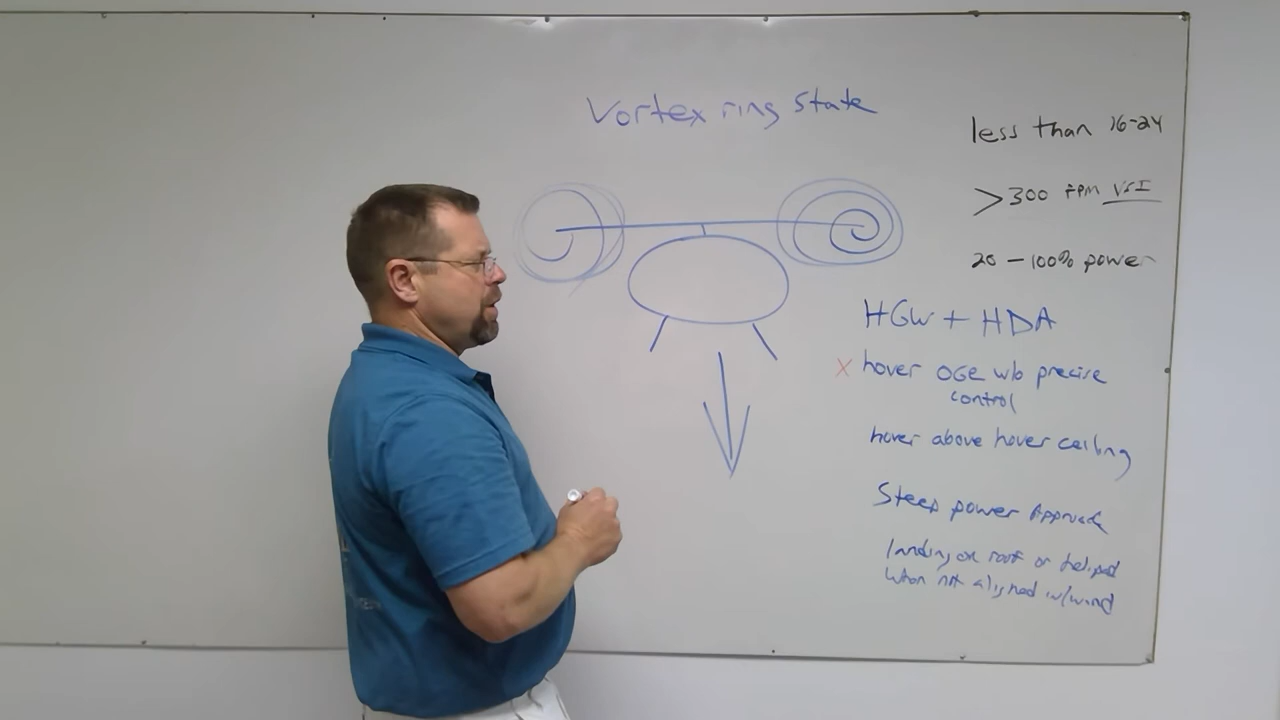 Vortex ring State
less than 16-24
>300 FPM VSI
20 - 100% power
HGW + HDA
x hover OGE w/o precise
control
hover above hover ceiling
Steep power Approach
landing on roof or helipad
when not aligned w/wind